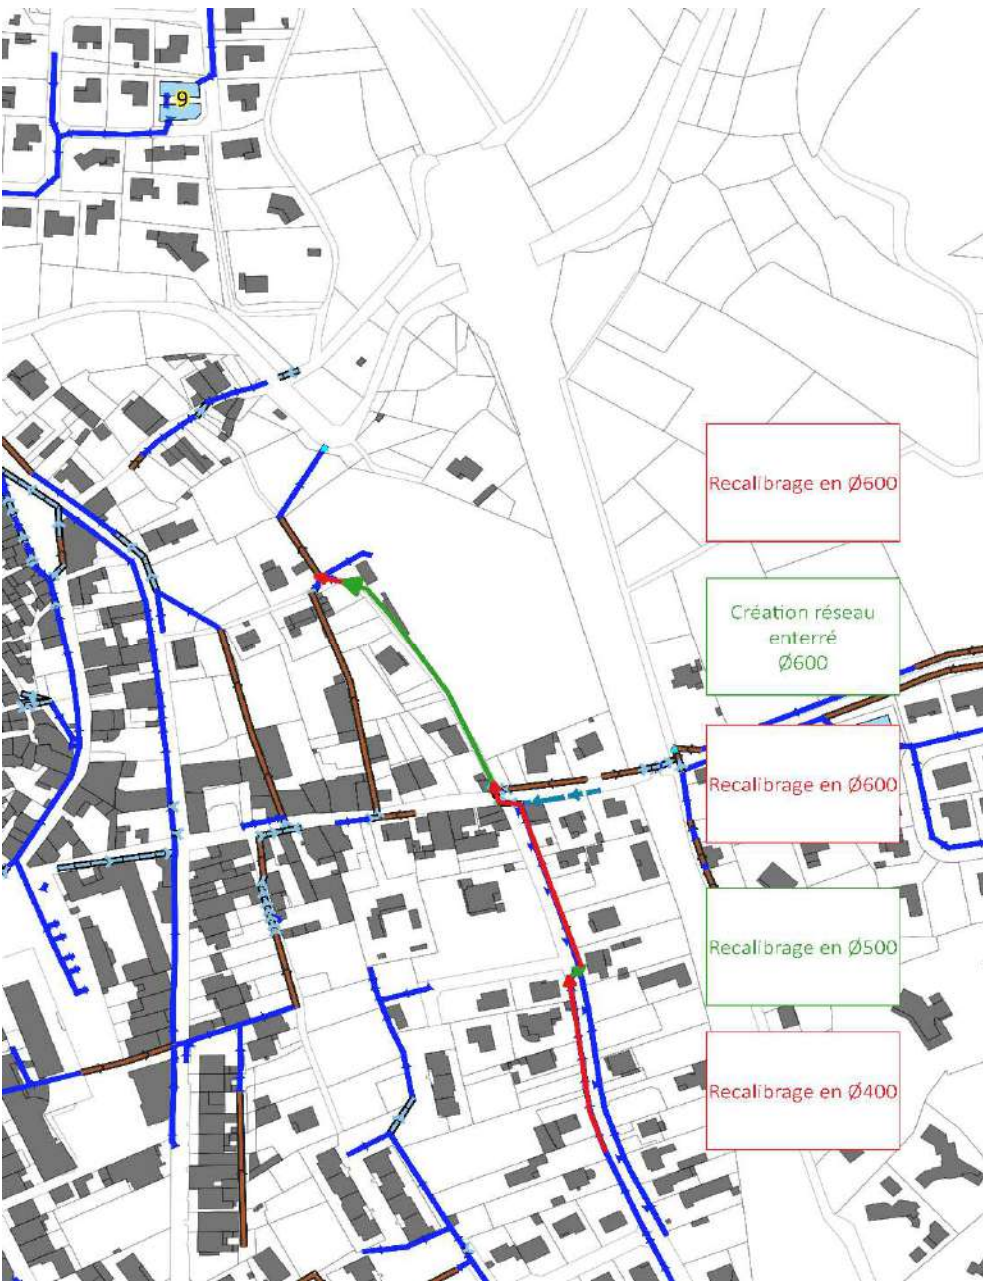 9
Recalibrage en Ø600
Création réseau
enterré
Ø600
Recalibrage en Ø600
Recalibrage en Ø500
Recalibrage en Ø400